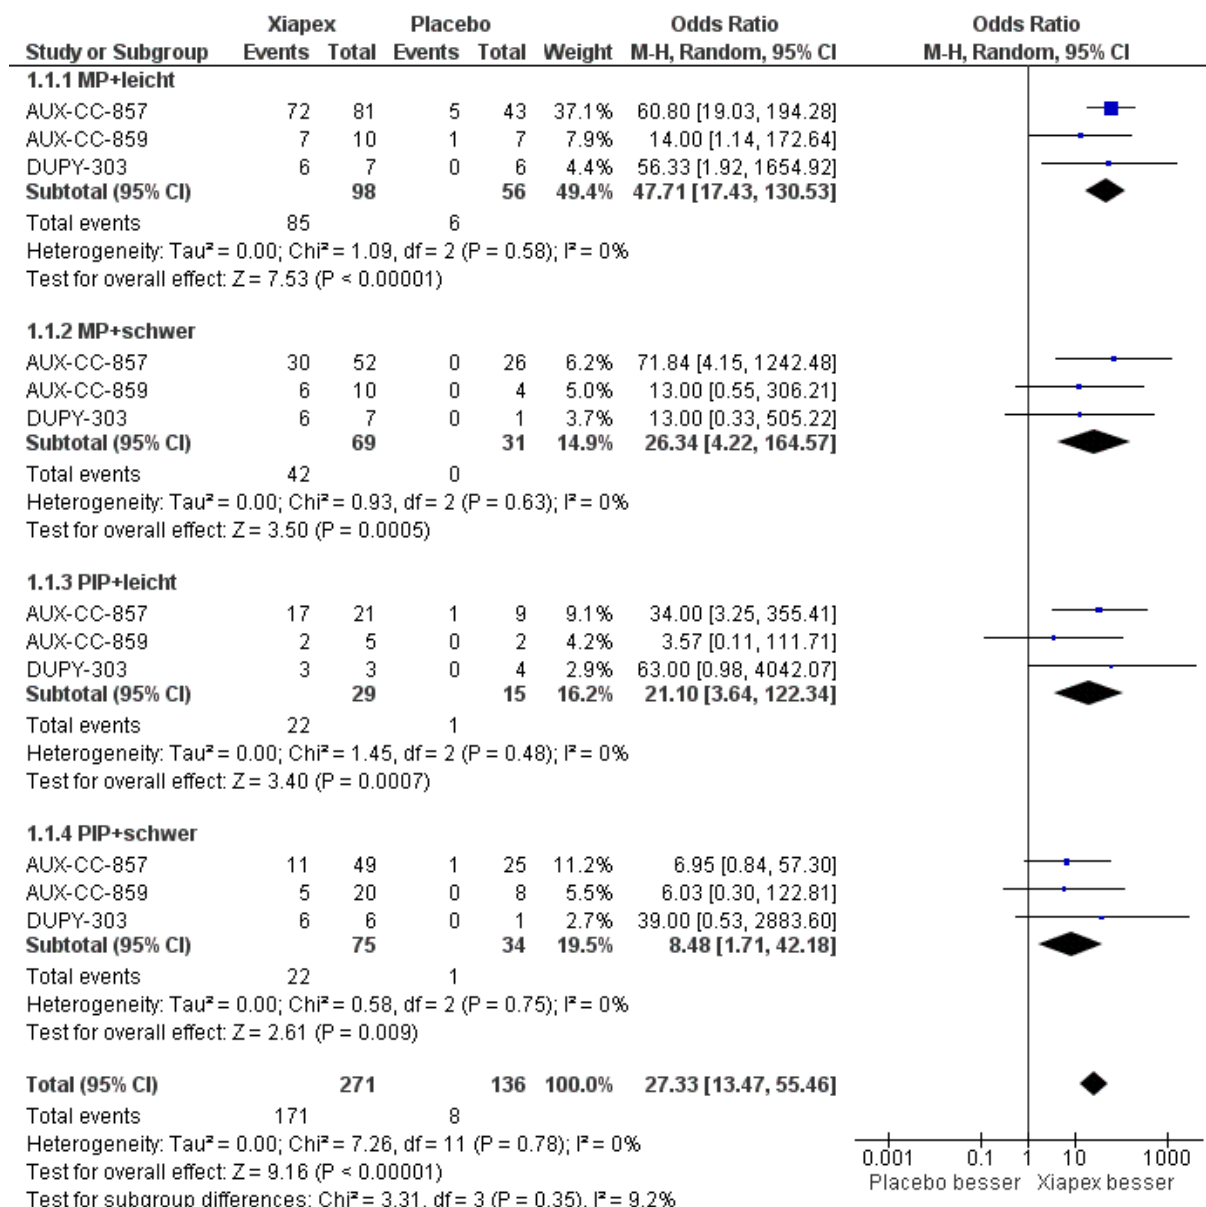 Xiapex Placebo Odds Ratio Odds Ratio
Study or Subgroup Events Total Events Total Weight M-H, Random, 95% CI M-H, Random, 95% CI
1.1.1 MP+leicht
AUX-CC-857 72 81 5 43 37.1% 60.80 [19.03, 194.28]
AUX-CC-859 7 10 1 7 7.9% 14.00 [1.14, 172.64]
DUPY-303 6 7 0 6 4.4% 56.33 [1.92, 1654.92]
Subtotal (95% CI) 98 56 49.4% 47.71 [17.43, 130.53]
Total events 85 6
Heterogeneity: Tau² = 0.00; Chi² = 1.09, df = 2 (P = 0.58); I² = 0%
Test for overall effect: Z = 7.53 (P < 0.00001)
1.1.2 MP+schwer
AUX-CC-857 30 52 0 26 6.2% 71.84 [4.15, 1242.48]
AUX-CC-859 6 10 0 4 5.0% 13.00 [0.55, 306.21]
DUPY-303 6 7 0 1 3.7% 13.00 [0.33, 505.22]
Subtotal (95% CI) 69 31 14.9% 26.34 [4.22, 164.57]
Total events 42 0
Heterogeneity: Tau² = 0.00; Chi² = 0.93, df = 2 (P = 0.63); I² = 0%
Test for overall effect: Z = 3.50 (P = 0.0005)
1.1.3 PIP+leicht
AUX-CC-857 17 21 1 9 9.1% 34.00 [3.25, 355.41]
AUX-CC-859 2 5 0 2 4.2% 3.57 [0.11, 111.71]
DUPY-303 3 3 0 4 2.9% 63.00 [0.98, 4042.07]
Subtotal (95% CI) 29 15 16.2% 21.10 [3.64, 122.34]
Total events 22 1
Heterogeneity: Tau² = 0.00; Chi² = 1.45, df = 2 (P = 0.48); I² = 0%
Test for overall effect: Z = 3.40 (P = 0.0007)
1.1.4 PIP+schwer
AUX-CC-857 11 49 1 25 11.2% 6.95 [0.84, 57.30]
AUX-CC-859 5 20 0 8 5.5% 6.03 [0.30, 122.81]
DUPY-303 6 6 0 1 2.7% 39.00 [0.53, 2883.60]
Subtotal (95% CI) 75 34 19.5% 8.48 [1.71, 42.18]
Total events 22 1
Heterogeneity: Tau² = 0.00; Chi² = 0.58, df = 2 (P = 0.75); I² = 0%
Test for overall effect: Z = 2.61 (P = 0.009)
Total (95% CI) 271 136 100.0% 27.33 [13.47, 55.46]
Total events 171 8
Heterogeneity: Tau² = 0.00; Chi² = 7.26, df = 11 (P = 0.78); I² = 0%
Test for overall effect: Z = 9.16 (P < 0.00001)
Test for subgroup differences: Chi² = 3.31, df = 3 (P = 0.35), I² = 9.2%
0.001 0.1 1 10 1000
Placebo besser Xiapex besser